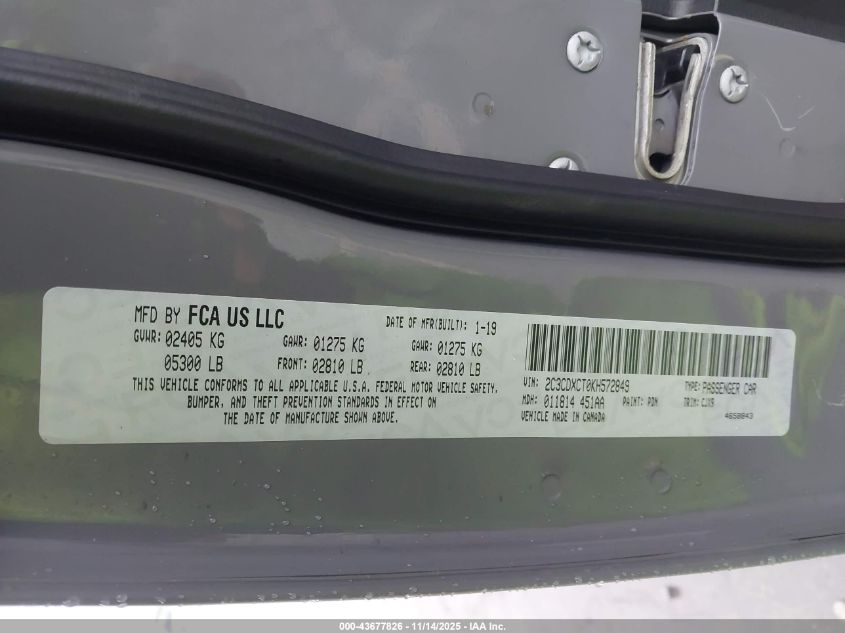 MFD BY FCA US LLC
DATE OF MFR(BUILT): 1-19
GVWR: 02405 KG
GAWR: 01275 KG
GAWR: 01275 KG
05300 LB
FRONT: 02810 LB
REAR: 02810 LB
THIS VEHICLE CONFORMS TO ALL APPLICABLE U.S.A. FEDERAL MOTOR VEHICLE SAFETY,
BUMPER, AND THEFT PREVENTION STANDARDS IN EFFECT ON
THE DATE OF MANUFACTURE SHOWN ABOVE.
VIN: 2C3CDXCT0KH572849
TYPE: PASSENGER CAR
MDH: 011814 451AA
PAINT: PDN
TRIM: CJX9
VEHICLE MADE IN CANADA
4650843
000-43677826 - 11/14/2025 - IAA Inc.